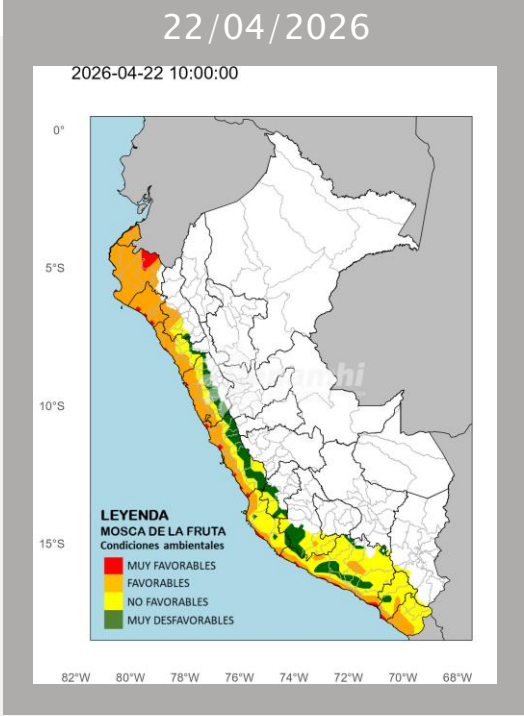 22/04/2026
2026-04-22 10:00:00
0°
5°S
10°S
15°S
LEYENDA
MOSCA DE LA FRUTA
Condiciones ambientales
MUY FAVORABLES
FAVORABLES
NO FAVORABLES
MUY DESFAVORABLES
82°W 80°W 78°W 76°W 74°W 72°W 70°W 68°W